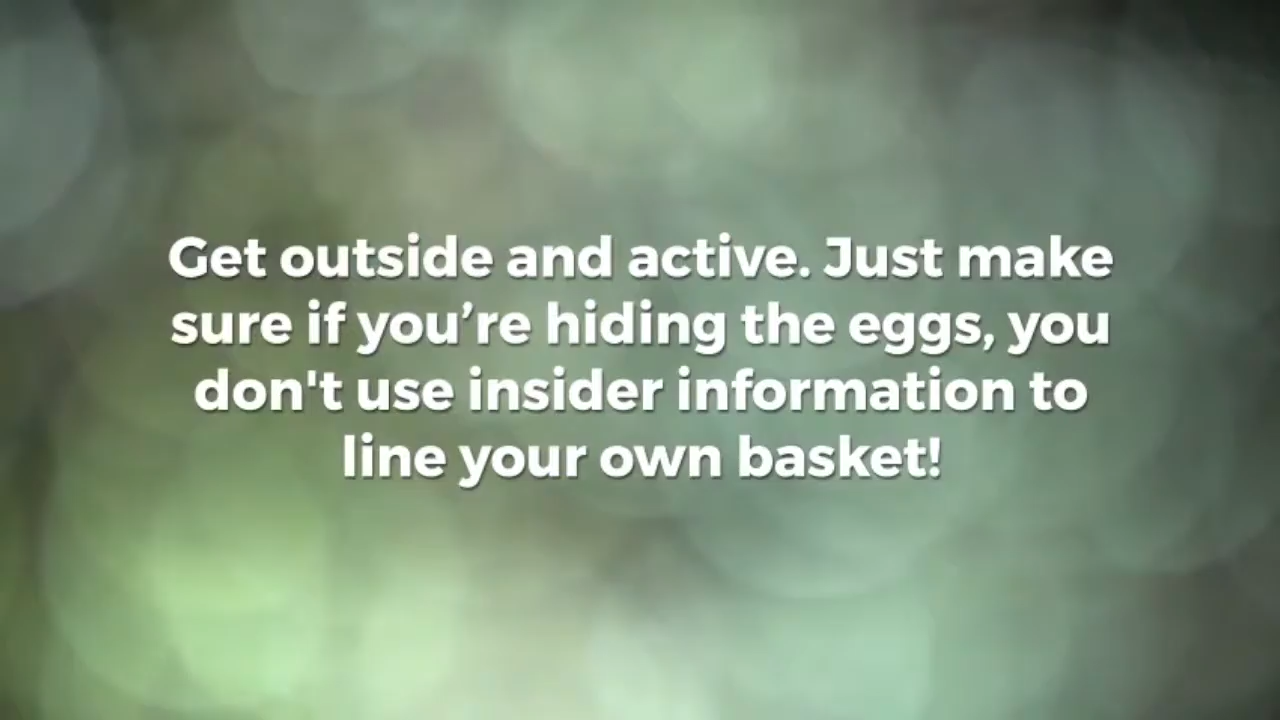 Get outside and active. Just make
sure if you’re hiding the eggs, you
don't use insider information to
line your own basket!